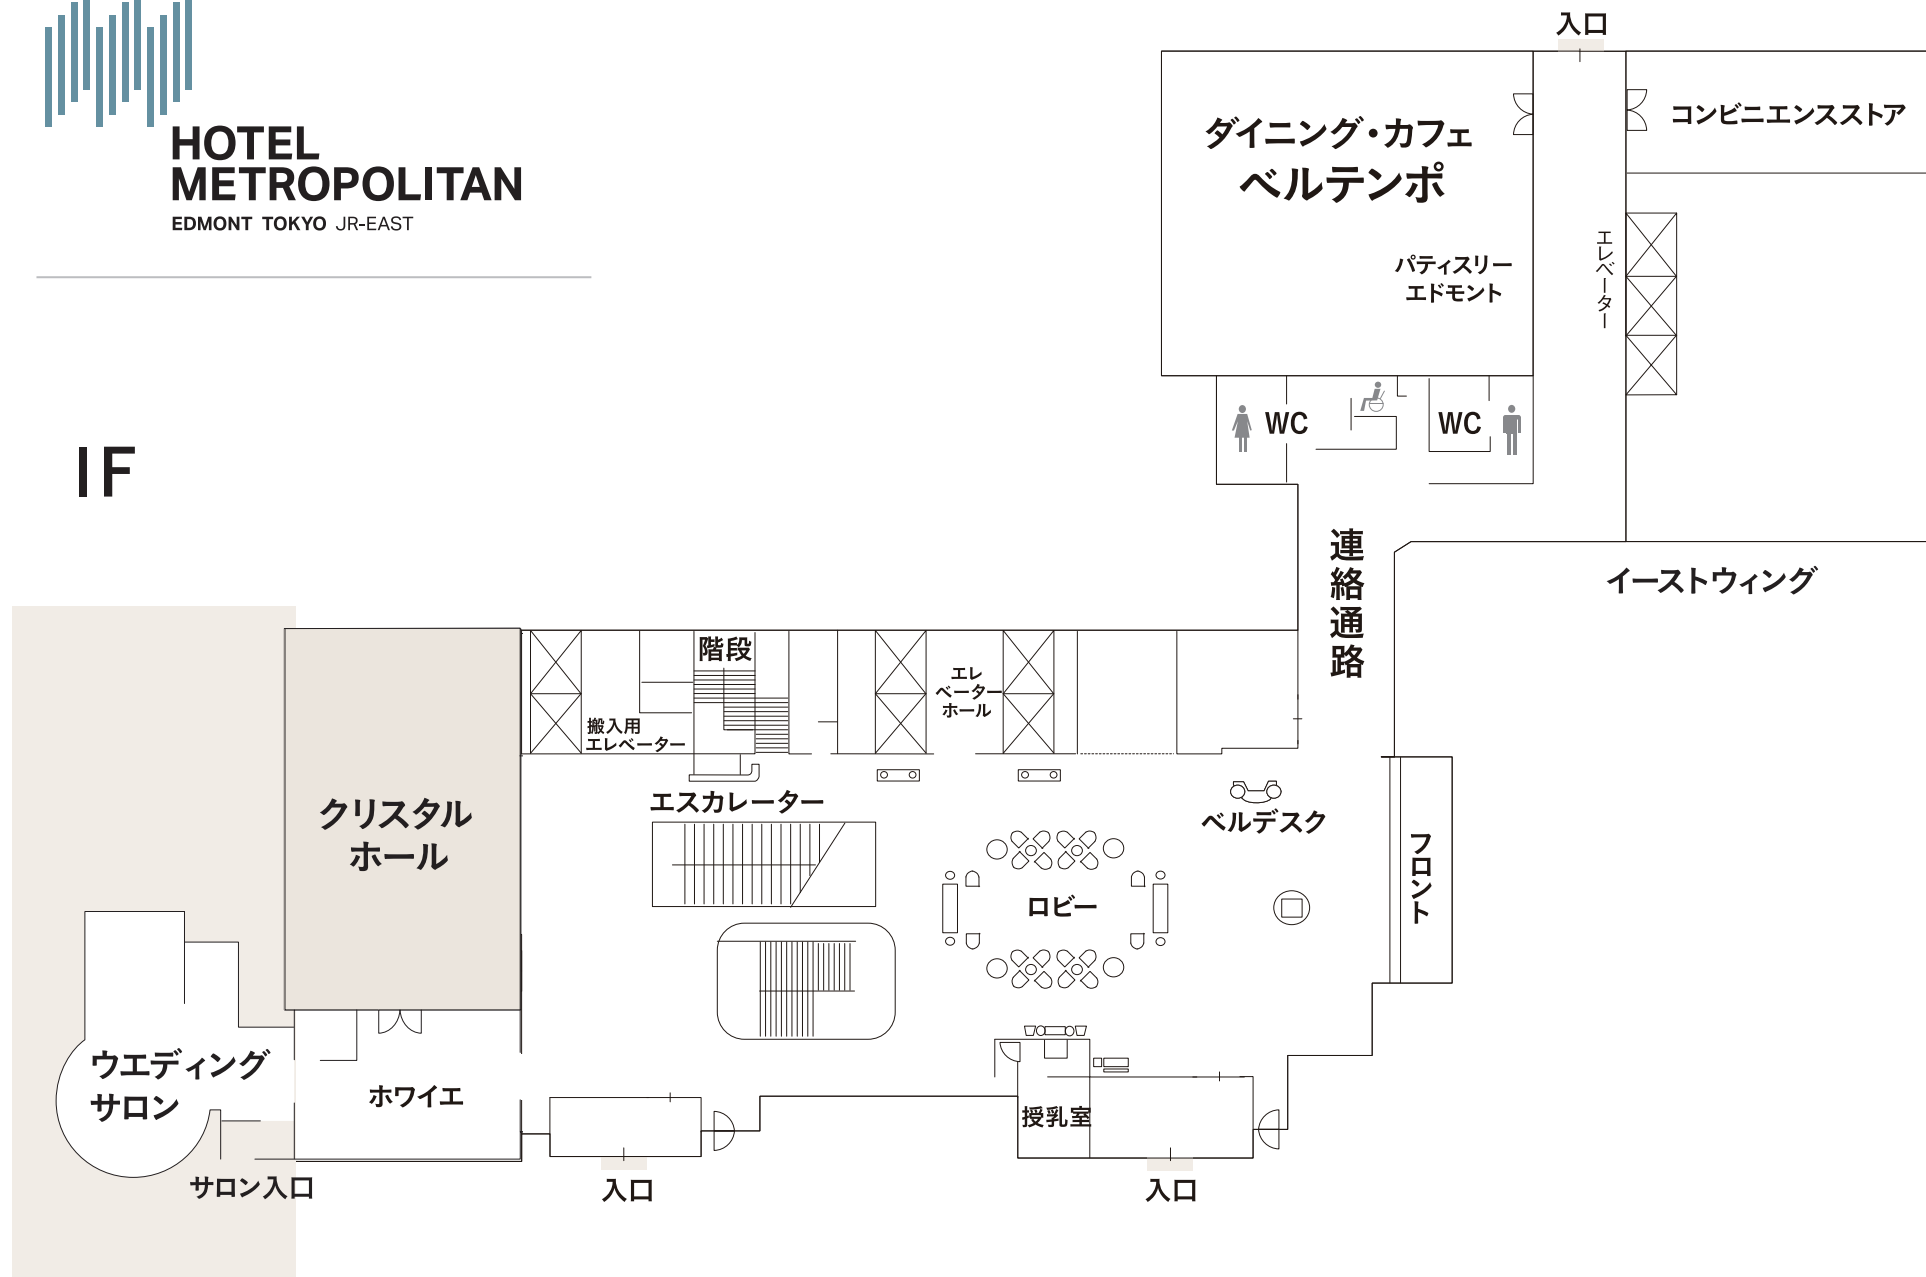 HOTEL
METROPOLITAN
EDMONT TOKYO JR-EAST
1F
入口
ダイニング・カフェ
ベルテンポ
パティスリー
エドモント
コンビニエンスストア
エレベーター
WC
WC
連絡通路
イーストウィング
階段
搬入用
エレベーター
エレ
ベーター
ホール
エスカレーター
ベルデスク
フロント
ロビー
クリスタル
ホール
ウエディング
サロン
ホワイエ
授乳室
サロン入口
入口
入口